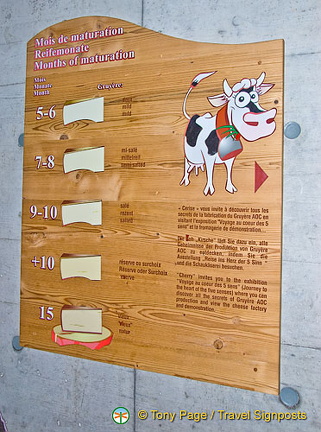 Mois de maturation
Reifemonate
Months of maturation
Mois
Monate
Month
Gruyère
5-6
doux
mild
mild
7-8
mi-salé
mittelreif
semi-salted
9-10
salé
rezent
salted
+10
réserve ou surchoix
Réserve oder Surchoix
reserve
15
« Cerise » vous invite à découvrir tous les
secrets de la fabrication du Gruyère AOC en
visitant l'exposition "Voyage au coeur des 5
sens" et la fromagerie de démonstration.
Kuh „Kirsche" lädt Sie dazu ein, alle
Geheimnisse der Produktion von Gruyère
AOC zu entdecken, indem Sie die
Ausstellung „Reise ins Herz der 5 Sinne"
und die Schaukäserei besuchen.
"Cherry" invites you to the exhibition
"Voyage au coeur des 5 sens" (Journey to
the heart of the five senses) where you can
discover all the secrets of Gruyère AOC
production and view the cheese factory
and demonstration.
© Tony Page / Travel Signposts